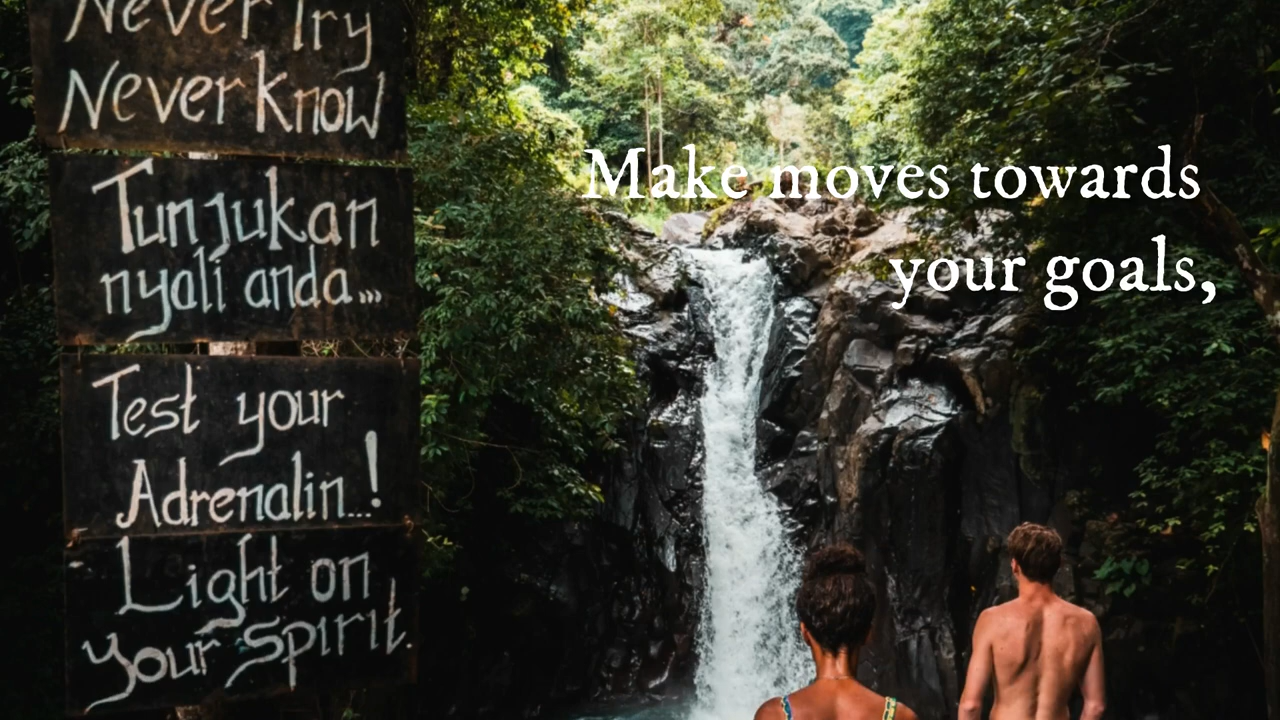 Never Try
Never Know
Tunjukan
nyali anda...
Test your
Adrenalin...!
Light on
your Spirit.
Make moves towards
your goals,